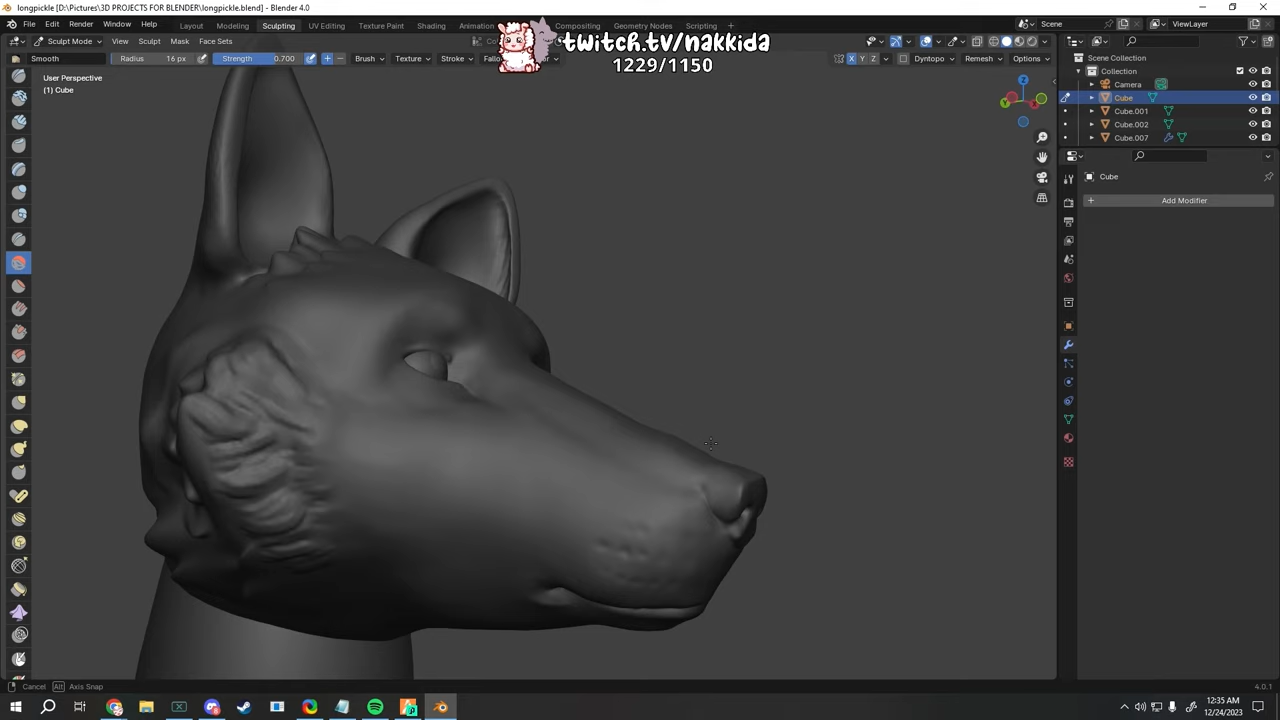 longpickle [D:\Pictures\3D PROJECTS FOR BLENDER\longpickle.blend] - Blender 4.0
File Edit Render Window Help Layout Modeling Sculpting UV Editing Texture Paint Shading Animation Compositing Geometry Nodes Scripting Scene ViewLayer
Sculpt Mode View Sculpt Mask Face Sets
twitch.tv/nakkida
1229/1150
Smooth Radius 16 px Strength 0.700 Brush Texture Stroke X Y Z Dyntopo Remesh Options
User Perspective
(1) Cube
Scene Collection
Collection
Camera
Cube
Cube.001
Cube.002
Cube.007
Cube
Add Modifier
Cancel Alt Axis Snap
4.0.1
12:35 AM
12/24/2023